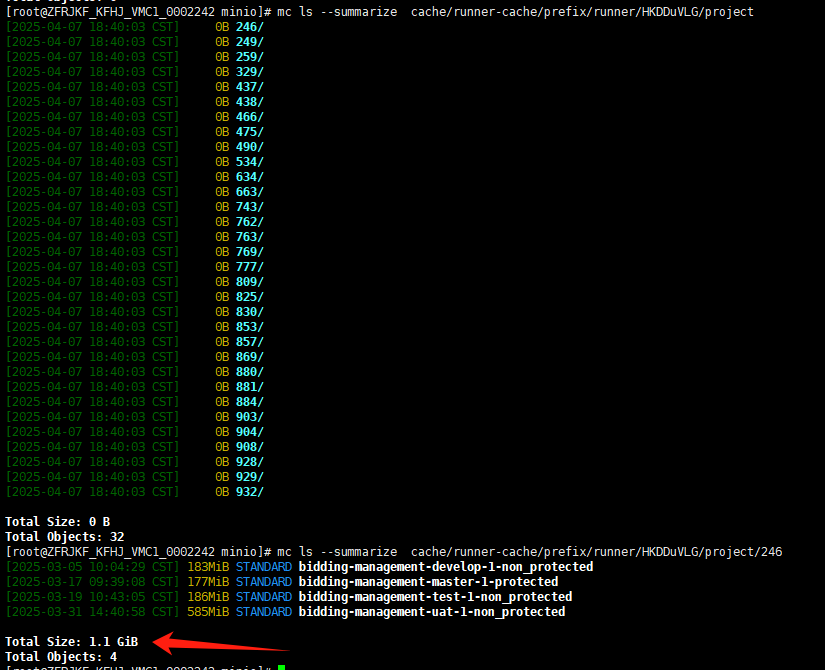 [root@ZFRJKF_KFHJ_VMC1_0002242 minio]# mc ls --summarize  cache/runner-cache/prefix/runner/HKDDuVLG/project
[2025-04-07 18:40:03 CST]     0B 246/
[2025-04-07 18:40:03 CST]     0B 249/
[2025-04-07 18:40:03 CST]     0B 259/
[2025-04-07 18:40:03 CST]     0B 329/
[2025-04-07 18:40:03 CST]     0B 437/
[2025-04-07 18:40:03 CST]     0B 438/
[2025-04-07 18:40:03 CST]     0B 466/
[2025-04-07 18:40:03 CST]     0B 475/
[2025-04-07 18:40:03 CST]     0B 490/
[2025-04-07 18:40:03 CST]     0B 534/
[2025-04-07 18:40:03 CST]     0B 634/
[2025-04-07 18:40:03 CST]     0B 663/
[2025-04-07 18:40:03 CST]     0B 743/
[2025-04-07 18:40:03 CST]     0B 762/
[2025-04-07 18:40:03 CST]     0B 763/
[2025-04-07 18:40:03 CST]     0B 769/
[2025-04-07 18:40:03 CST]     0B 777/
[2025-04-07 18:40:03 CST]     0B 809/
[2025-04-07 18:40:03 CST]     0B 825/
[2025-04-07 18:40:03 CST]     0B 830/
[2025-04-07 18:40:03 CST]     0B 853/
[2025-04-07 18:40:03 CST]     0B 857/
[2025-04-07 18:40:03 CST]     0B 869/
[2025-04-07 18:40:03 CST]     0B 880/
[2025-04-07 18:40:03 CST]     0B 881/
[2025-04-07 18:40:03 CST]     0B 884/
[2025-04-07 18:40:03 CST]     0B 903/
[2025-04-07 18:40:03 CST]     0B 904/
[2025-04-07 18:40:03 CST]     0B 908/
[2025-04-07 18:40:03 CST]     0B 928/
[2025-04-07 18:40:03 CST]     0B 929/
[2025-04-07 18:40:03 CST]     0B 932/
Total Size: 0 B
Total Objects: 32
[root@ZFRJKF_KFHJ_VMC1_0002242 minio]# mc ls --summarize  cache/runner-cache/prefix/runner/HKDDuVLG/project/246
[2025-03-05 10:04:29 CST] 183MiB STANDARD bidding-management-develop-1-non_protected
[2025-03-17 09:39:08 CST] 177MiB STANDARD bidding-management-master-1-protected
[2025-03-19 10:43:05 CST] 186MiB STANDARD bidding-management-test-1-non_protected
[2025-03-31 14:40:58 CST] 585MiB STANDARD bidding-management-uat-1-non_protected
Total Size: 1.1 GiB
Total Objects: 4